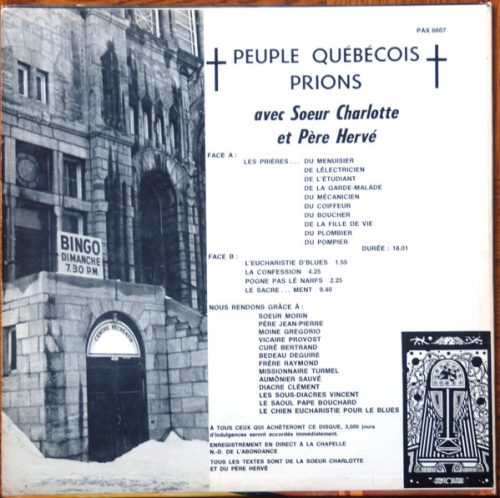 PAX 6607
PEUPLE QUÉBÉCOIS
PRIONS
avec Soeur Charlotte
et Père Hervé
FACE A :
LES PRIÈRES... DU MENUISIER
DE LÉLECTRICIEN
DE L'ÉTUDIANT
DE LA GARDE-MALADE
DU MÉCANICIEN
DU COIFFEUR
DU BOUCHER
DE LA FILLE DE VIE
DU PLOMBIER
DU POMPIER
DURÉE : 18.01
FACE B :
L'EUCHARISTIE D'BLUES 1.55
LA CONFESSION 4.25
POGNE PAS LÈ NARFS 2.25
LE SACRE... MENT 9.40
NOUS RENDONS GRÂCE À :
SOEUR MORIN
PÈRE JEAN-PIERRE
MOINE GREGORIO
VICAIRE PROVOST
CURÉ BERTRAND
BEDEAU DEGUIRE
FRÈRE RAYMOND
MISSIONNAIRE TURMEL
AUMÔNIER SAUVÉ
DIACRE CLÉMENT
LES SOUS-DIACRES VINCENT
LE SAOUL PAPE BOUCHARD
LE CHIEN EUCHARISTIE POUR LE BLUES
À TOUS CEUX QUI ACHÈTERONT CE DISQUE, 3,000 jours
d'indulgences seront accordés immédiatement.
ENREGISTREMENT EN DIRECT À LA CHAPELLE
N.-D. DE L'ABONDANCE
TOUS LES TEXTES SONT DE LA SOEUR CHARLOTTE
ET DU PÈRE HERVÉ
BINGO
DIMANCHE
7.30 P.M.
CENTRE RÉCRÉATIF